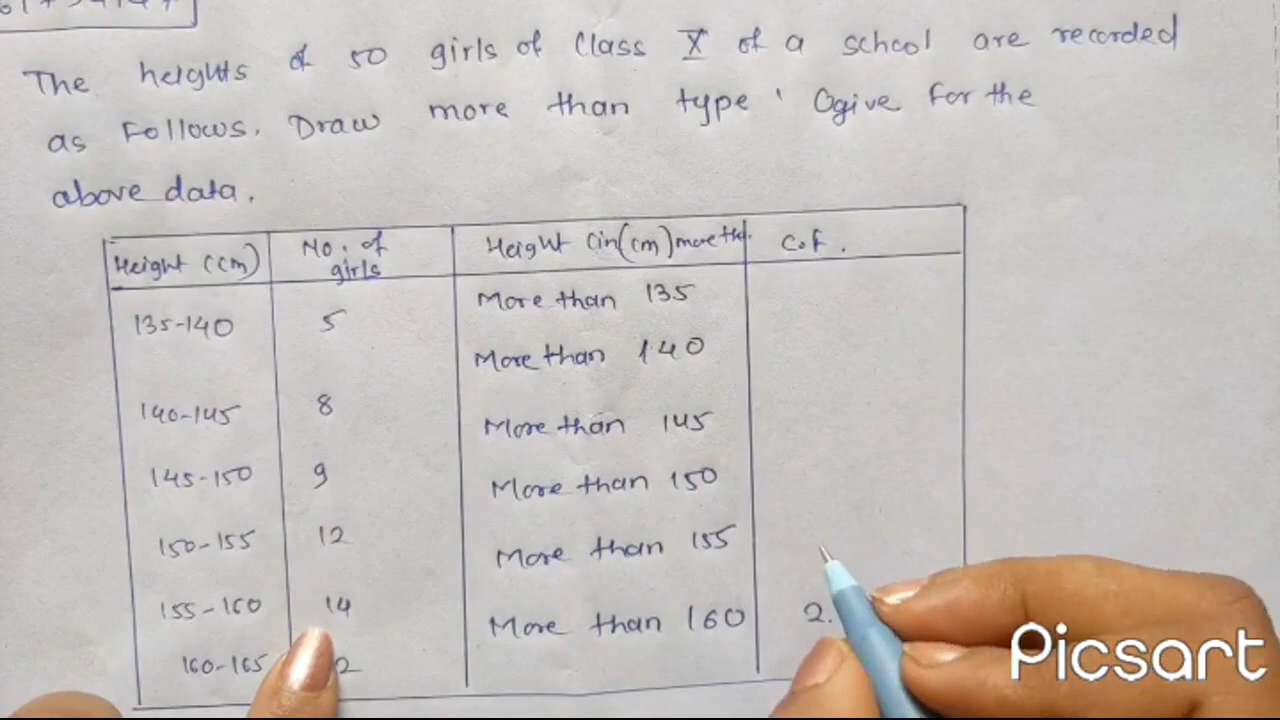 The heights of 50 girls of Class X of a school are recorded
as Follows. Draw more than type ' Ogive For the
above data.
Height (cm) No. of girls Height (in(cm) more tha. C.F.
135-140 5 More than 135
More than 140
140-145 8 More than 145
145-150 9 More than 150
150-155 12 More than 155
155-160 14 More than 160 2.
160-165 2
Picsart